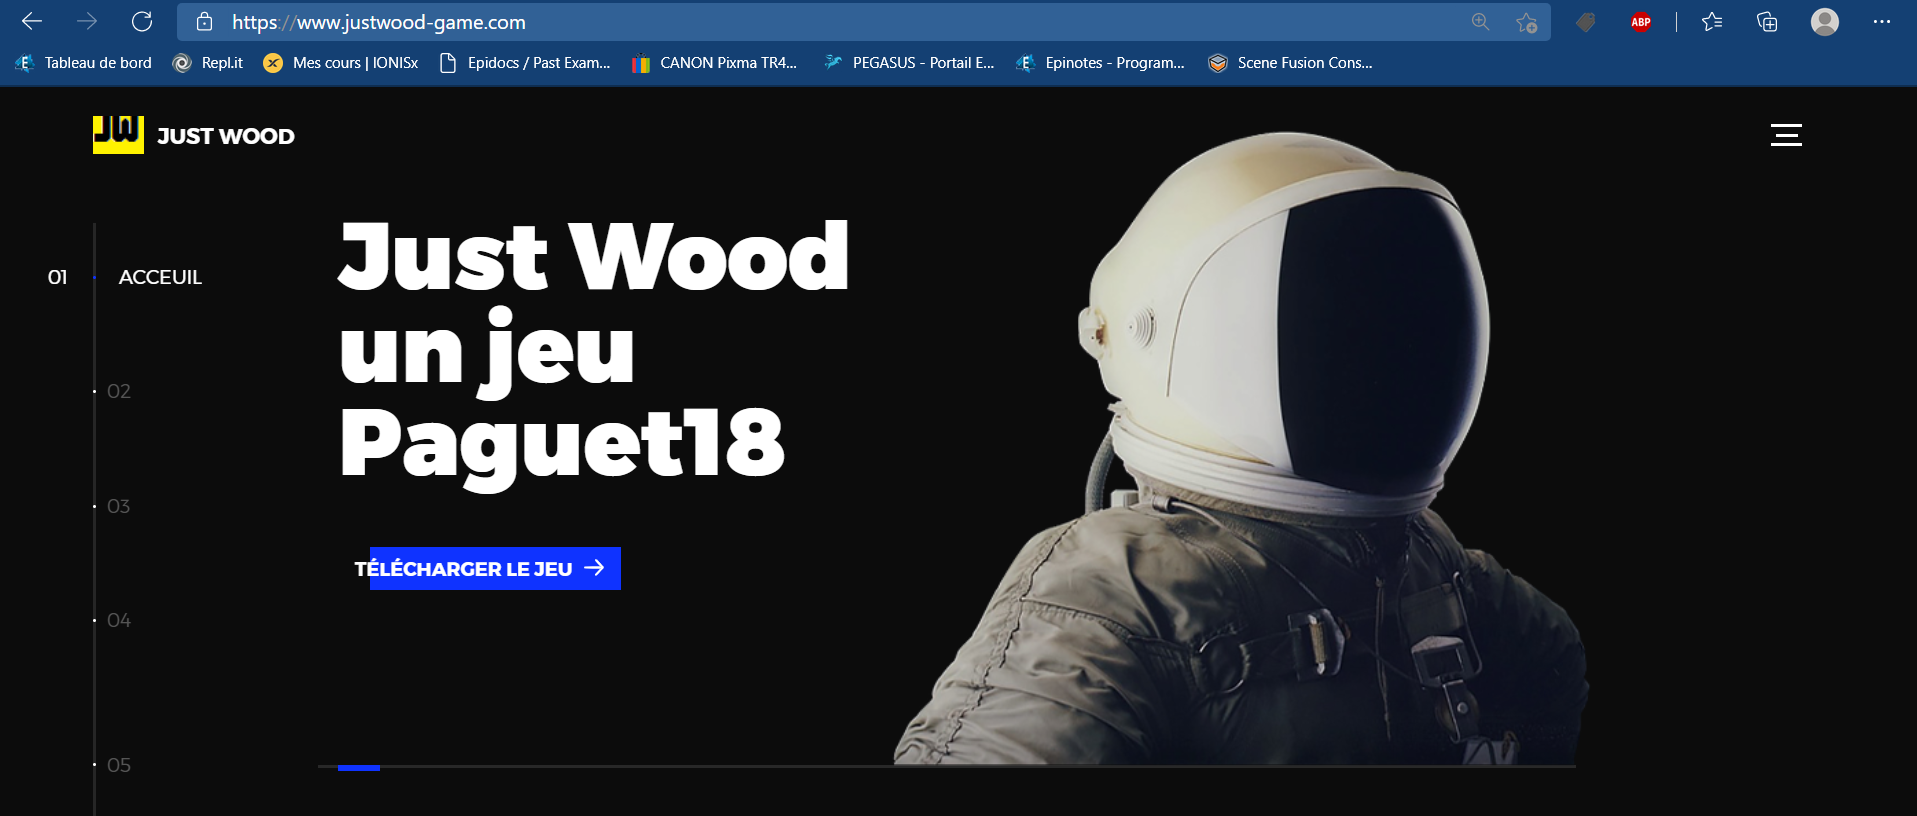 https://www.justwood-game.com
ABP
Tableau de bord
Repl.it
Mes cours | IONISx
Epidocs / Past Exam...
CANON Pixma TR4...
PEGASUS - Portail E...
Epinotes - Program...
Scene Fusion Cons...
JW JUST WOOD
01 ACCEUIL
Just Wood
un jeu
Paguet18
02
03
TÉLÉCHARGER LE JEU
04
05